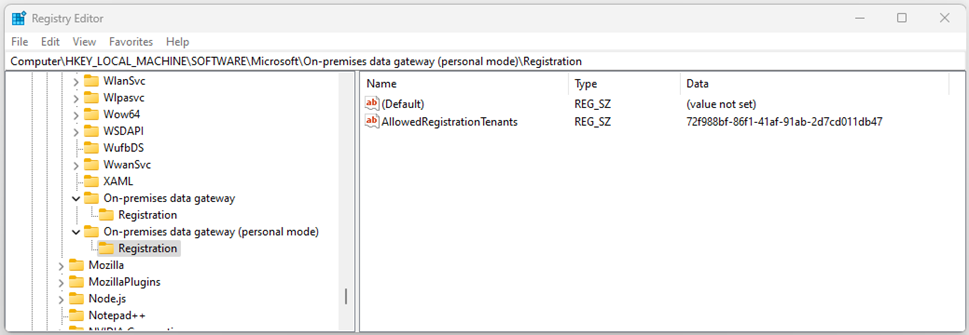 Registry Editor
File Edit View Favorites Help
Computer\HKEY_LOCAL_MACHINE\SOFTWARE\Microsoft\On-premises data gateway (personal mode)\Registration
WlanSvc
Wlpasvc
Wow64
WSDAPI
WufbDS
WwanSvc
XAML
On-premises data gateway
Registration
On-premises data gateway (personal mode)
Registration
Mozilla
MozillaPlugins
Node.js
Notepad++
Name Type Data
ab (Default) REG_SZ (value not set)
ab AllowedRegistrationTenants REG_SZ 72f988bf-86f1-41af-91ab-2d7cd011db47